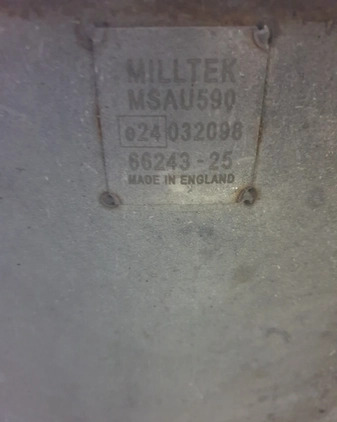 MILLTEK
MSAU590
e24 032098
66243-25
MADE IN ENGLAND